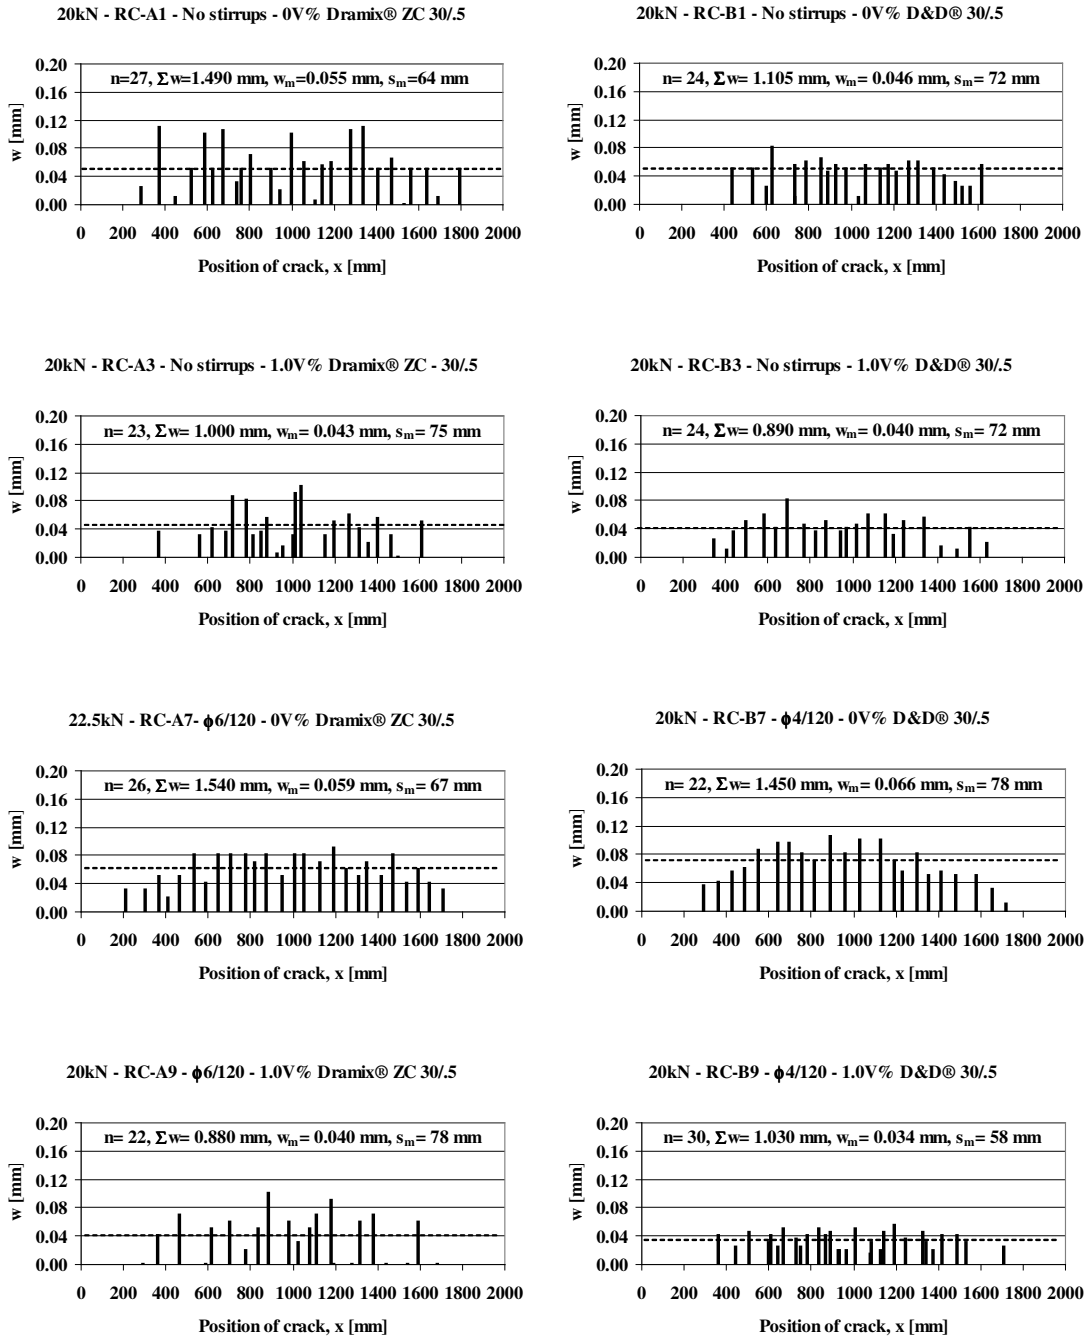 20kN - RC-A1 - No stirrups - 0V% Dramix® ZC 30/.5
n=27, Σw=1.490 mm, wm=0.055 mm, sm=64 mm
w [mm]
0.20
0.16
0.12
0.08
0.04
0.00
0 200 400 600 800 1000 1200 1400 1600 1800 2000
Position of crack, x [mm]
20kN - RC-B1 - No stirrups - 0V% D&D® 30/.5
n= 24, Σw= 1.105 mm, wm= 0.046 mm, sm= 72 mm
w [mm]
0.20
0.16
0.12
0.08
0.04
0.00
0 200 400 600 800 1000 1200 1400 1600 1800 2000
Position of crack, x [mm]
20kN - RC-A3 - No stirrups - 1.0V% Dramix® ZC - 30/.5
n= 23, Σw= 1.000 mm, wm= 0.043 mm, sm= 75 mm
w [mm]
0.20
0.16
0.12
0.08
0.04
0.00
0 200 400 600 800 1000 1200 1400 1600 1800 2000
Position of crack, x [mm]
20kN - RC-B3 - No stirrups - 1.0V% D&D® 30/.5
n= 24, Σw= 0.890 mm, wm= 0.040 mm, sm= 72 mm
w [mm]
0.20
0.16
0.12
0.08
0.04
0.00
0 200 400 600 800 1000 1200 1400 1600 1800 2000
Position of crack, x [mm]
22.5kN - RC-A7- ϕ6/120 - 0V% Dramix® ZC 30/.5
n= 26, Σw= 1.540 mm, wm= 0.059 mm, sm= 67 mm
w [mm]
0.20
0.16
0.12
0.08
0.04
0.00
0 200 400 600 800 1000 1200 1400 1600 1800 2000
Position of crack, x [mm]
20kN - RC-B7 - ϕ4/120 - 0V% D&D® 30/.5
n= 22, Σw= 1.450 mm, wm= 0.066 mm, sm= 78 mm
w [mm]
0.20
0.16
0.12
0.08
0.04
0.00
0 200 400 600 800 1000 1200 1400 1600 1800 2000
Position of crack, x [mm]
20kN - RC-A9 - ϕ6/120 - 1.0V% Dramix® ZC 30/.5
n= 22, Σw= 0.880 mm, wm= 0.040 mm, sm= 78 mm
w [mm]
0.20
0.16
0.12
0.08
0.04
0.00
0 200 400 600 800 1000 1200 1400 1600 1800 2000
Position of crack, x [mm]
20kN - RC-B9 - ϕ4/120 - 1.0V% D&D® 30/.5
n= 30, Σw= 1.030 mm, wm= 0.034 mm, sm= 58 mm
w [mm]
0.20
0.16
0.12
0.08
0.04
0.00
0 200 400 600 800 1000 1200 1400 1600 1800 2000
Position of crack, x [mm]